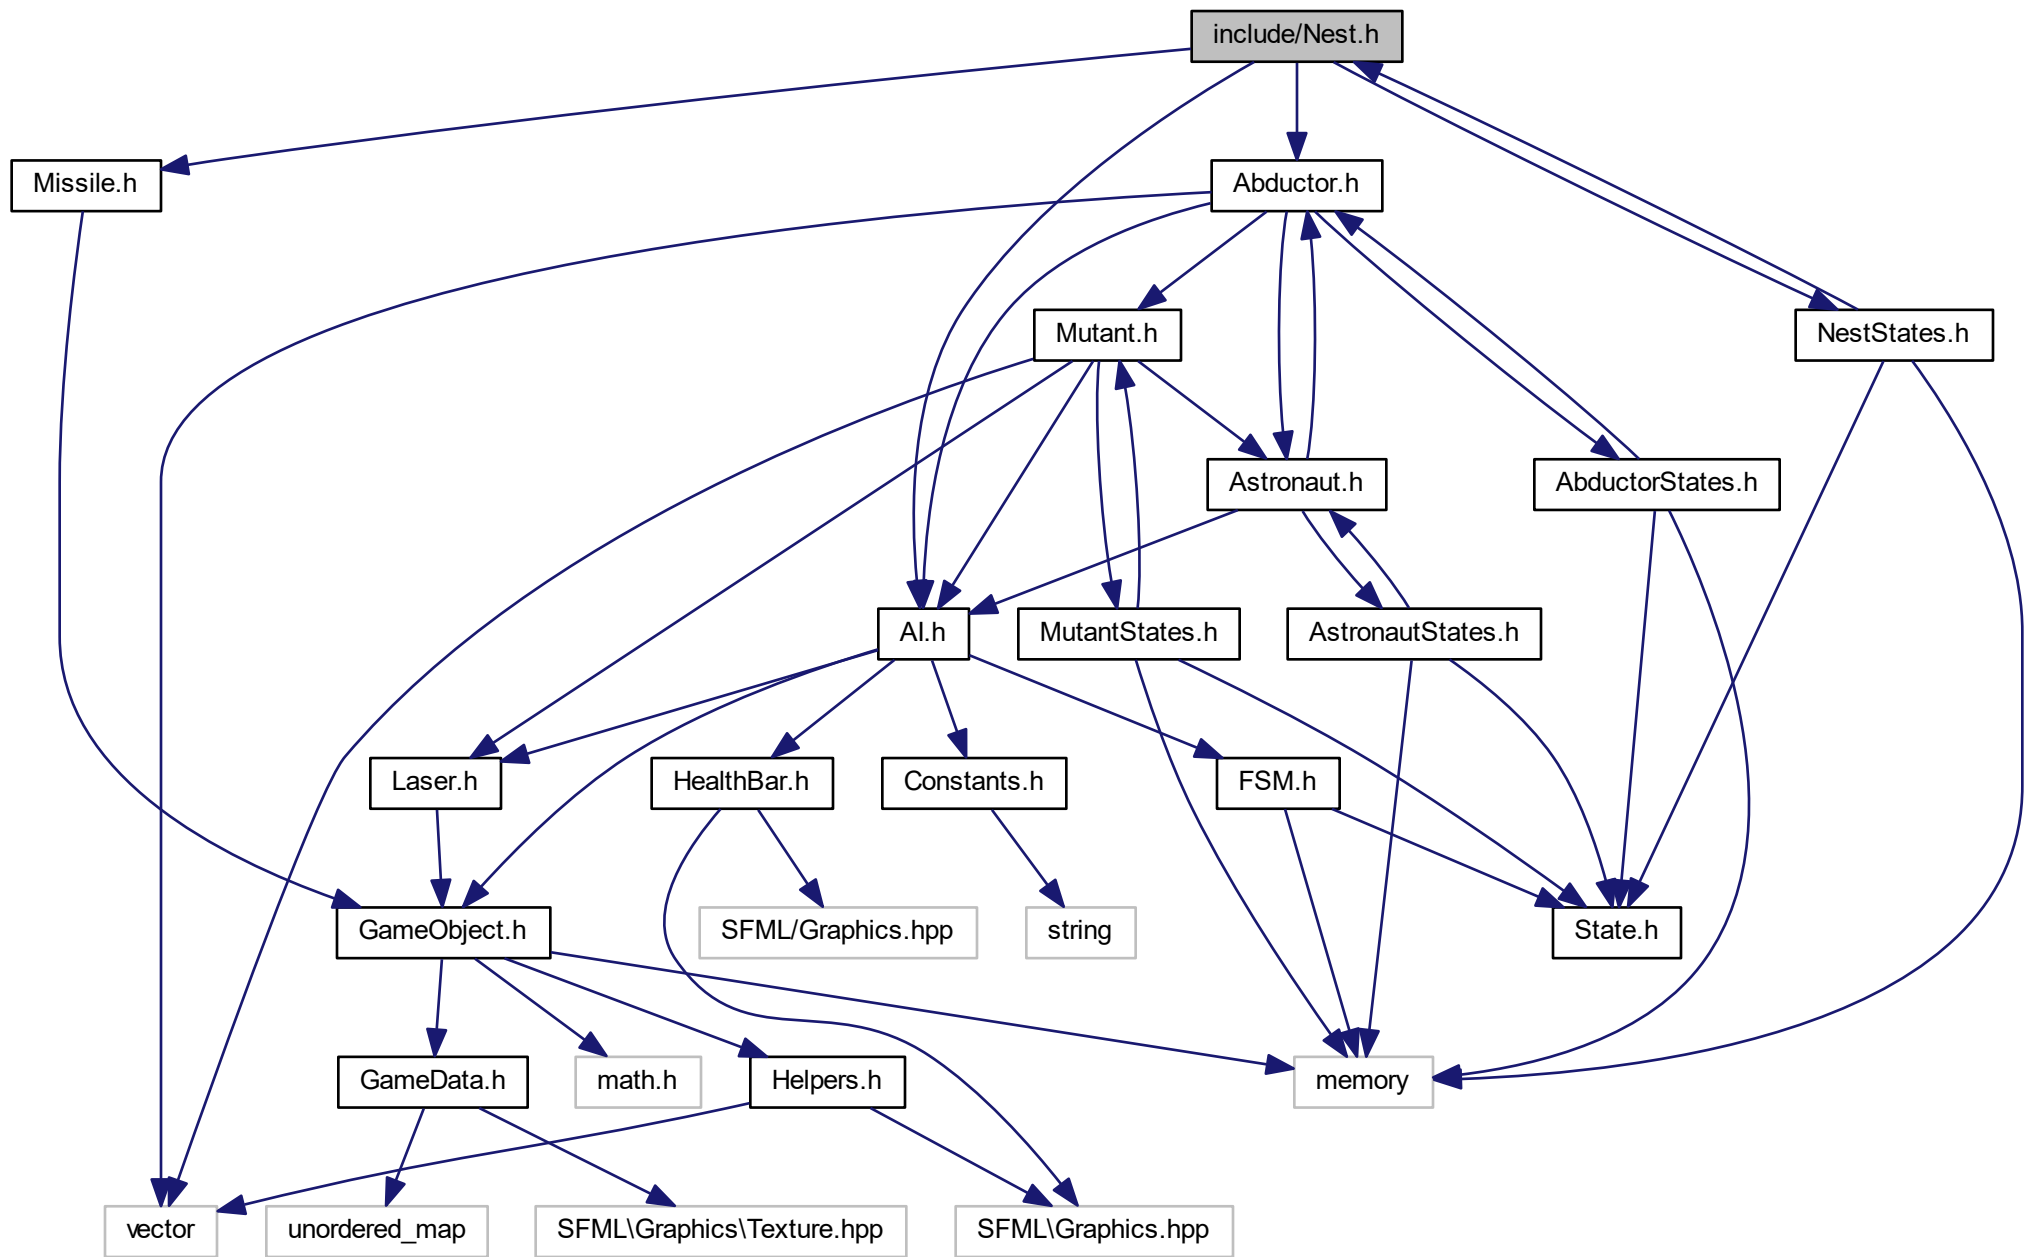 include/Nest.h
Missile.h
Abductor.h
Mutant.h
NestStates.h
Astronaut.h
AbductorStates.h
AI.h
MutantStates.h
AstronautStates.h
Laser.h
HealthBar.h
Constants.h
FSM.h
GameObject.h
SFML/Graphics.hpp
string
State.h
GameData.h
math.h
Helpers.h
memory
vector
unordered_map
SFML\Graphics\Texture.hpp
SFML\Graphics.hpp